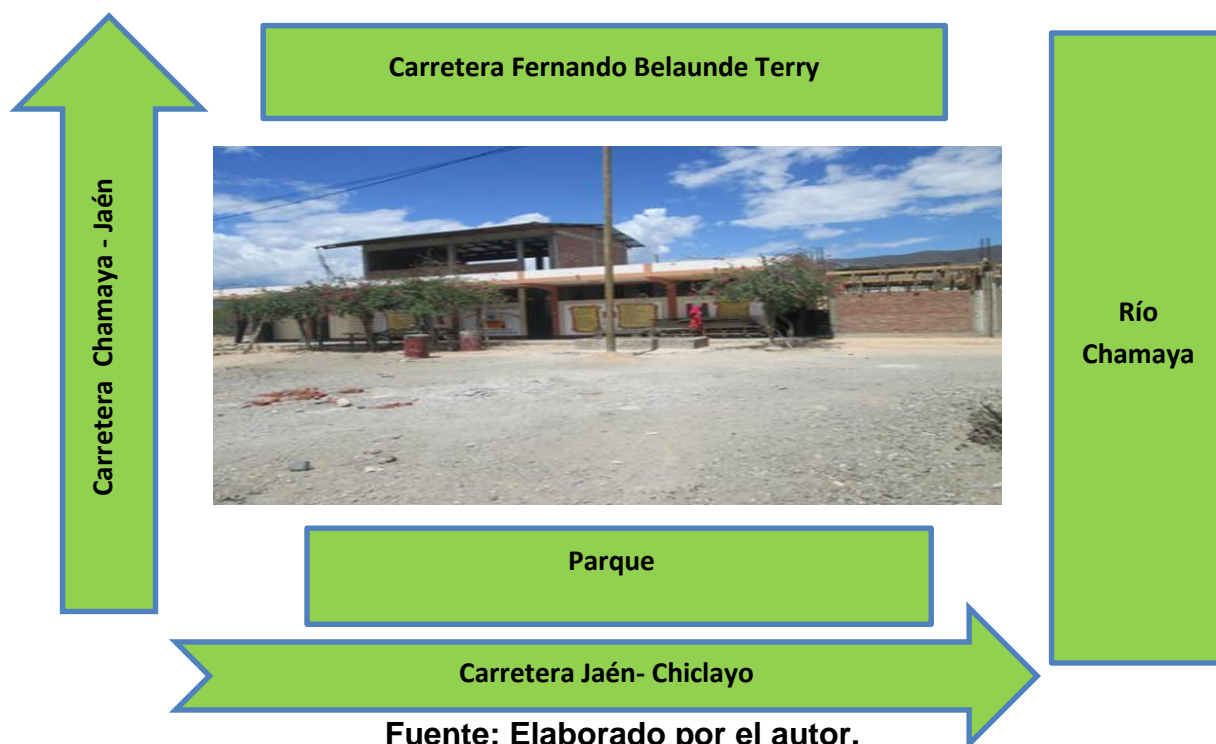 Carretera Fernando Belaunde Terry
Carretera Chamaya - Jaén
Río
Chamaya
Parque
Carretera Jaén- Chiclayo
Fuente: Elaborado por el autor.